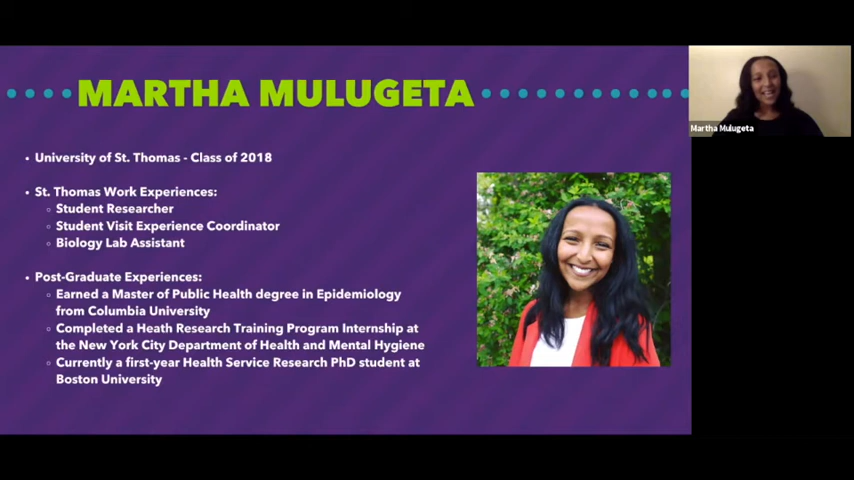 MARTHA MULUGETA
Martha Mulugeta
• University of St. Thomas - Class of 2018
• St. Thomas Work Experiences:
◦ Student Researcher
◦ Student Visit Experience Coordinator
◦ Biology Lab Assistant
• Post-Graduate Experiences:
◦ Earned a Master of Public Health degree in Epidemiology
from Columbia University
◦ Completed a Heath Research Training Program Internship at
the New York City Department of Health and Mental Hygiene
◦ Currently a first-year Health Service Research PhD student at
Boston University